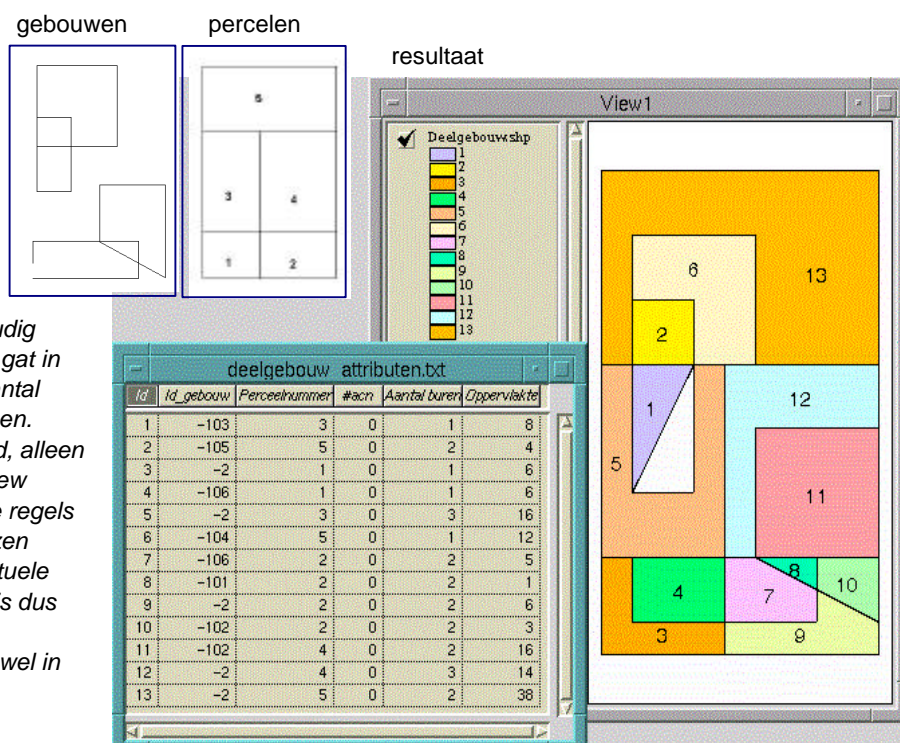 gebouwen
percelen
resultaat
5
3
4
1
2
View1
Deelgebouw.shp
1
2
3
4
5
6
7
8
9
10
11
12
13
6
13
2
12
1
5
11
8
10
4
7
3
9
udig
gat in
ntal
en.
d, alleen
ew
e regels
zen
tuele
is dus
wel in
deelgebouw attributen.txt
Id Id_gebouw Perceelnummer #acn Aantal buren Oppervlakte
1 -103 3 0 1 8
2 -105 5 0 2 4
3 -2 1 0 1 6
4 -106 1 0 1 6
5 -2 3 0 3 16
6 -104 5 0 1 12
7 -106 2 0 2 5
8 -101 2 0 2 1
9 -2 2 0 2 6
10 -102 2 0 2 3
11 -102 4 0 2 16
12 -2 4 0 3 14
13 -2 5 0 2 38